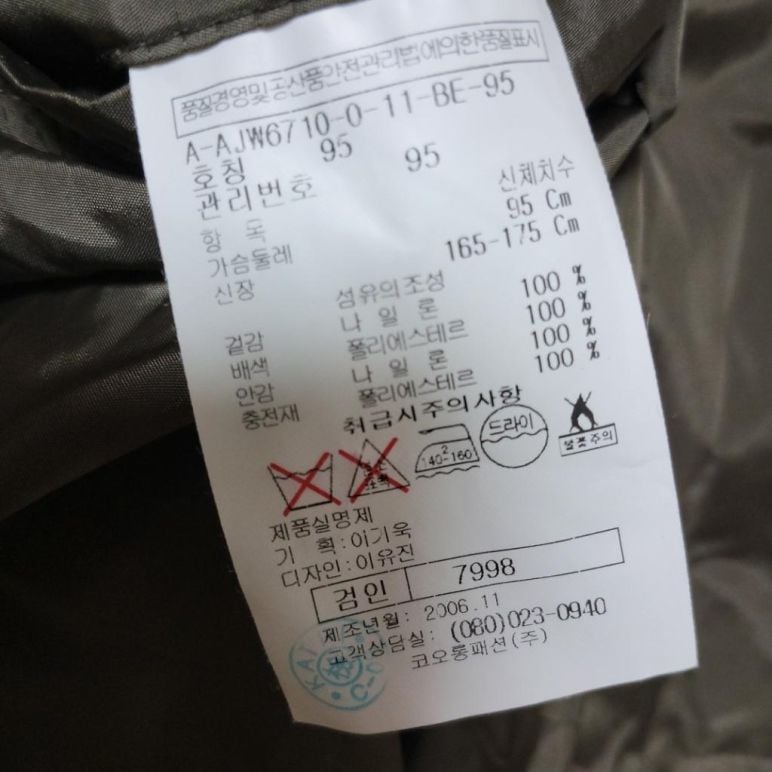 품질경영및공산품안전관리법에의한품질표시
A-AJW6710-0-11-BE-95
호칭 95 95
관리번호
항 목 신체치수
가슴둘레 95 Cm
신장 165-175 Cm
섬유의조성
겉감 나 일 론 100 %
배색 폴리에스테르 100 %
안감 나 일 론 100 %
충전재 폴리에스테르 100 %
취급시주의사항
2
140~160
드라이
불꽃주의
제품실명제
기 획:이기욱
디자인:이유진
검인 7998
제조년월: 2006.11
고객상담실: (080)023-0940
코오롱패션(주)
KAT